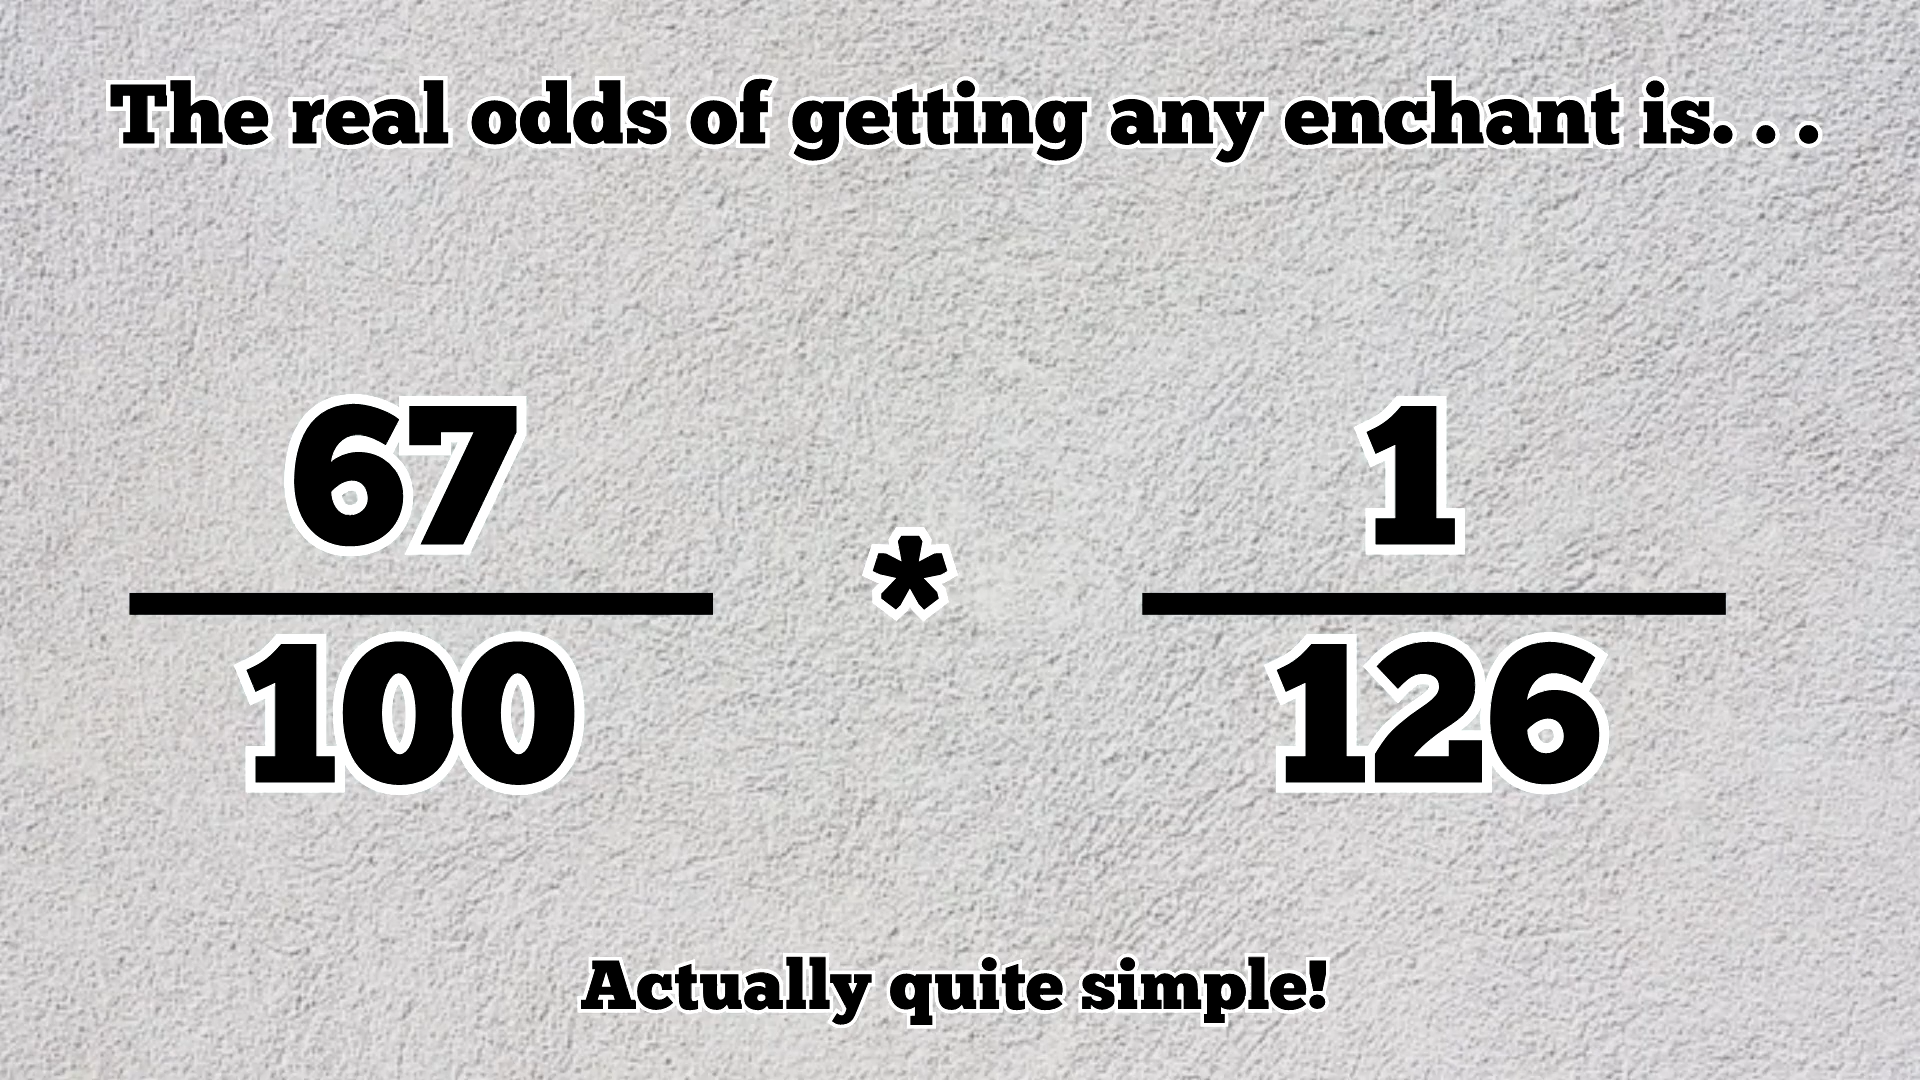 The real odds of getting any enchant is. . .
67
100
*
1
126
Actually quite simple!